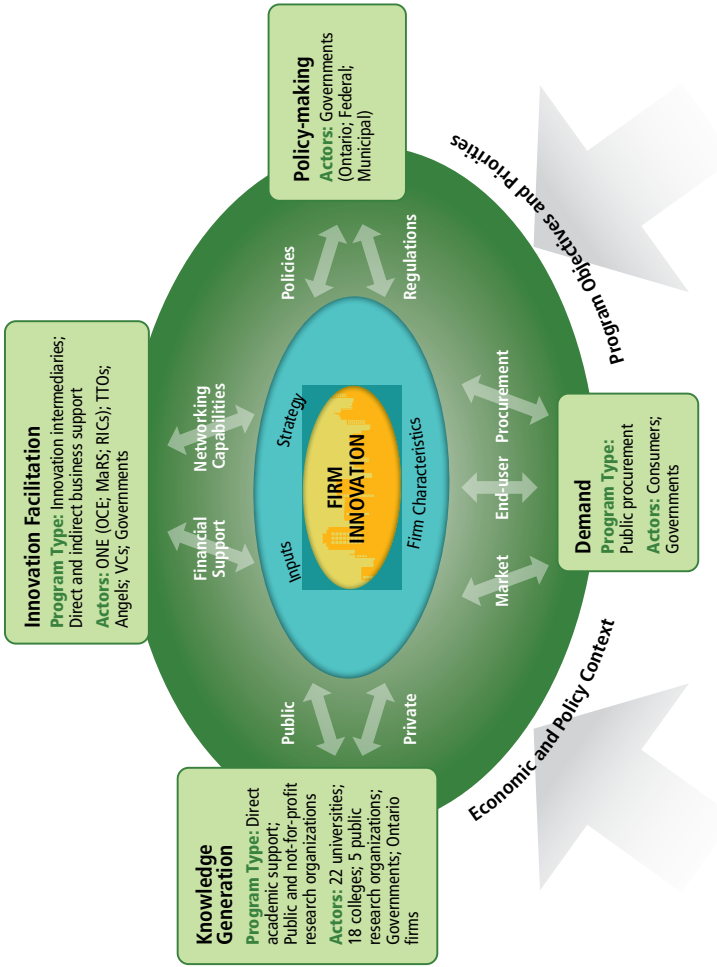 Innovation Facilitation
Program Type: Innovation intermediaries;
Direct and indirect business support
Actors: ONE (OCE; MaRS; RICs); TTOs;
Angels; VCs; Governments
Knowledge
Generation
Program Type: Direct
academic support;
Public and not-for-profit
research organizations
Actors: 22 universities;
18 colleges; 5 public
research organizations;
Governments; Ontario
firms
Policy-making
Actors: Governments
(Ontario; Federal;
Municipal)
Financial
Support
Networking
Capabilities
Public
Private
Policies
Regulations
Inputs
Strategy
FIRM
INNOVATION
Firm Characteristics
Market
End-user
Procurement
Demand
Program Type:
Public procurement
Actors: Consumers;
Governments
Economic and Policy Context
Program Objectives and Priorities